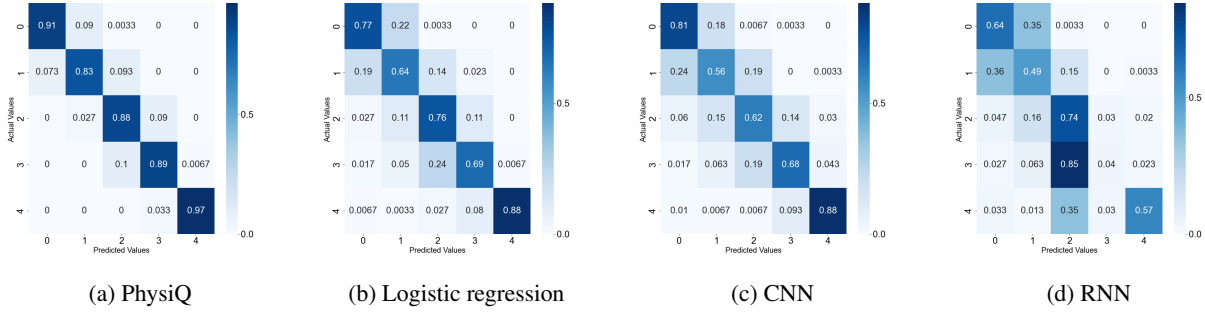 0 0.91 0.09 0.0033 0 0
1 0.073 0.83 0.093 0 0
2 0 0.027 0.88 0.09 0
3 0 0 0.1 0.89 0.0067
4 0 0 0 0.033 0.97
0 1 2 3 4
Actual Values
Predicted Values
0.5
0.0
(a) PhysiQ
0 0.77 0.22 0.0033 0 0
1 0.19 0.64 0.14 0.023 0
2 0.027 0.11 0.76 0.11 0
3 0.017 0.05 0.24 0.69 0.0067
4 0.0067 0.0033 0.027 0.08 0.88
0 1 2 3 4
Actual Values
Predicted Values
0.5
0.0
(b) Logistic regression
0 0.81 0.18 0.0067 0 0
1 0.24 0.56 0.19 0 0.0033
2 0.06 0.15 0.62 0.14 0.03
3 0.017 0.063 0.19 0.68 0.043
4 0.01 0.0067 0.0067 0.093 0.88
0 1 2 3 4
Actual Values
Predicted Values
0.5
0.0
(c) CNN
0 0.64 0.35 0.0033 0 0
1 0.36 0.49 0.15 0 0.0033
2 0.047 0.16 0.74 0.03 0.02
3 0.027 0.063 0.85 0.04 0.023
4 0.033 0.013 0.35 0.03 0.57
0 1 2 3 4
Actual Values
Predicted Values
0.5
0.0
(d) RNN